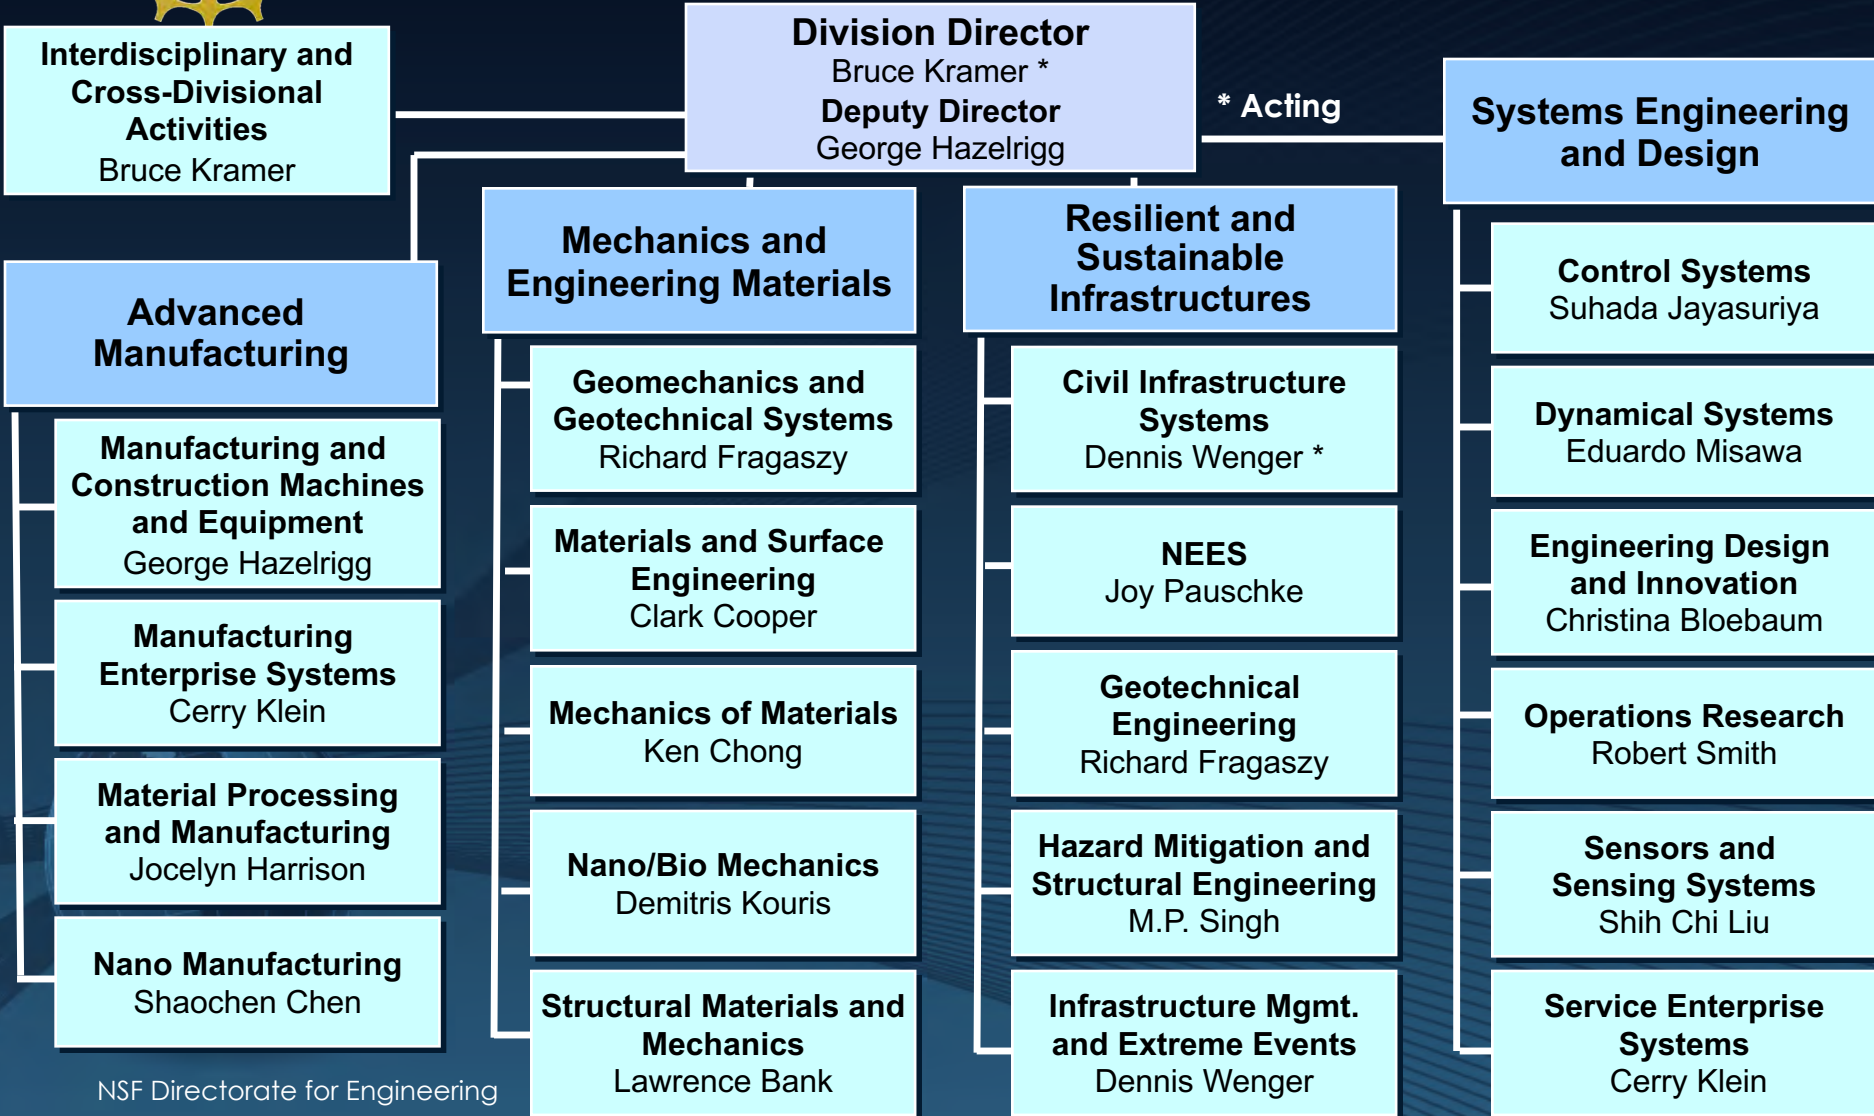 Interdisciplinary and
Cross-Divisional
Activities
Bruce Kramer
Division Director
Bruce Kramer *
Deputy Director
George Hazelrigg
* Acting
Advanced
Manufacturing
Manufacturing and
Construction Machines
and Equipment
George Hazelrigg
Manufacturing
Enterprise Systems
Cerry Klein
Material Processing
and Manufacturing
Jocelyn Harrison
Nano Manufacturing
Shaochen Chen
Mechanics and
Engineering Materials
Geomechanics and
Geotechnical Systems
Richard Fragaszy
Materials and Surface
Engineering
Clark Cooper
Mechanics of Materials
Ken Chong
Nano/Bio Mechanics
Demitris Kouris
Structural Materials and
Mechanics
Lawrence Bank
Resilient and
Sustainable
Infrastructures
Civil Infrastructure
Systems
Dennis Wenger *
NEES
Joy Pauschke
Geotechnical
Engineering
Richard Fragaszy
Hazard Mitigation and
Structural Engineering
M.P. Singh
Infrastructure Mgmt.
and Extreme Events
Dennis Wenger
Systems Engineering
and Design
Control Systems
Suhada Jayasuriya
Dynamical Systems
Eduardo Misawa
Engineering Design
and Innovation
Christina Bloebaum
Operations Research
Robert Smith
Sensors and
Sensing Systems
Shih Chi Liu
Service Enterprise
Systems
Cerry Klein
NSF Directorate for Engineering